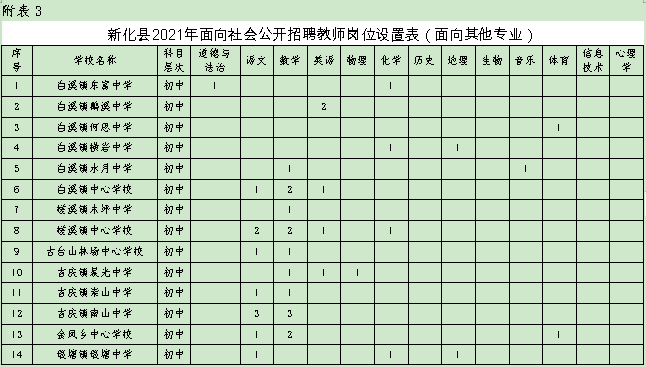 附表3
新化县2021年面向社会公开招聘教师岗位设置表（面向其他专业）
序号 学校名称 科目层次 道德与法治 语文 数学 英语 物理 化学 历史 地理 生物 音乐 体育 信息技术 心理学
1 白溪镇东富中学 初中 1 1
2 白溪镇鹅溪中学 初中 2
3 白溪镇何思中学 初中 1
4 白溪镇横岩中学 初中 1 1
5 白溪镇水月中学 初中 1 1
6 白溪镇中心学校 初中 1 2 1
7 槎溪镇木坪中学 初中 1
8 槎溪镇中心学校 初中 2 2 1 1
9 古台山林场中心学校 初中 1 1
10 吉庆镇晨光中学 初中 1 1 1
11 吉庆镇崇山中学 初中 1 1
12 吉庆镇南山中学 初中 3 3
13 金凤乡中心学校 初中 1 2 1
14 镇中学 初中 1 1 1